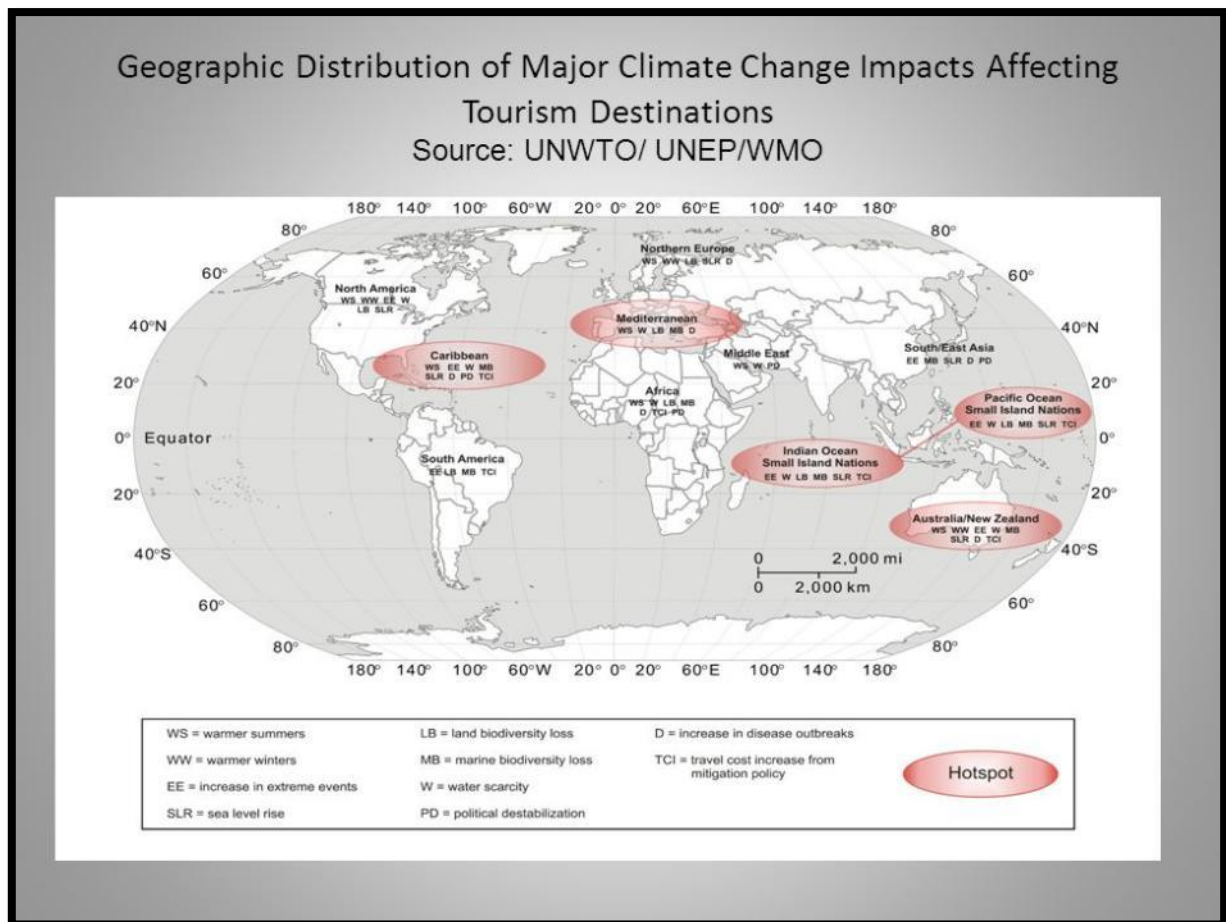 Geographic Distribution of Major Climate Change Impacts Affecting
Tourism Destinations
Source: UNWTO/ UNEP/WMO
180° 140° 100° 60°W 20° 0° 20° 60°E 100° 140° 180°
80° 80°
60° 60°
40°N 40°N
20° 20°
0° Equator 0°
20° 20°
40°S 40°S
60° 60°
80° 80°
180° 140° 100° 60°W 20° 0° 20° 60°E 100° 140° 180°
Northern Europe
WS WW LB SLR D
North America
WS WW EE W
LB SLR
Mediterranean
WS W LB MB D
Caribbean
WS EE W MB
SLR D PD TCI
Middle East
WS W PD
South/East Asia
EE MB SLR D PD
Africa
WS W LB MB
D TCI PD
Pacific Ocean
Small Island Nations
EE W LB MB SLR TCI
South America
EE LB MB TCI
Indian Ocean
Small Island Nations
EE W LB MB SLR TCI
Australia/New Zealand
WS WW EE W MB
SLR D TCI
0 2,000 mi
0 2,000 km
WS = warmer summers
WW = warmer winters
EE = increase in extreme events
SLR = sea level rise
LB = land biodiversity loss
MB = marine biodiversity loss
W = water scarcity
PD = political destabilization
D = increase in disease outbreaks
TCI = travel cost increase from
mitigation policy
Hotspot